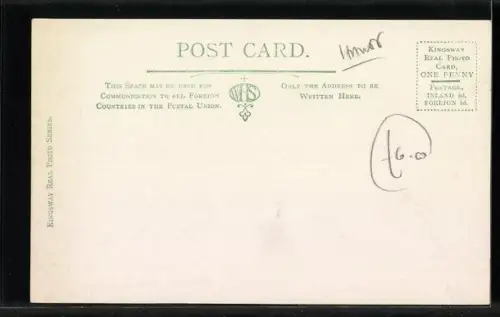 POST CARD.
THIS SPACE MAY BE USED FOR
COMMUNICATION TO ALL FOREIGN
COUNTRIES IN THE POSTAL UNION.
ONLY THE ADDRESS TO BE
WRITTEN HERE.
KINGSWAY
REAL PHOTO
CARD,
ONE PENNY
POSTAGE,
INLAND ½d.
FOREIGN 1d.
6.0
KINGSWAY REAL PHOTO SERIES.